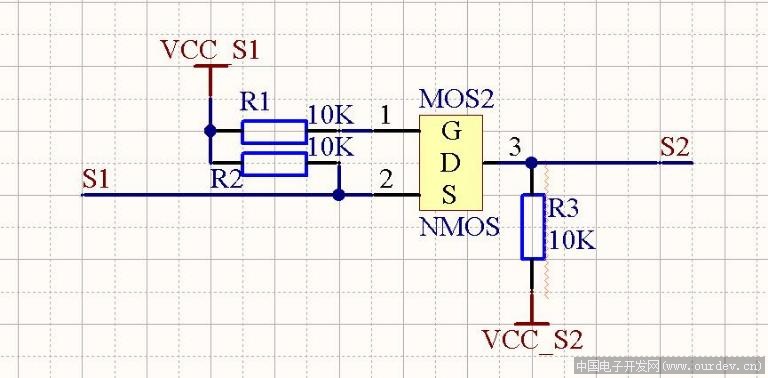 VCC_S1
R1
10K
1
MOS2
G
10K
D
3
S2
R2
S1
2
S
R3
NMOS
10K
VCC_S2
中国电子开发网(www.ourdev.cn)